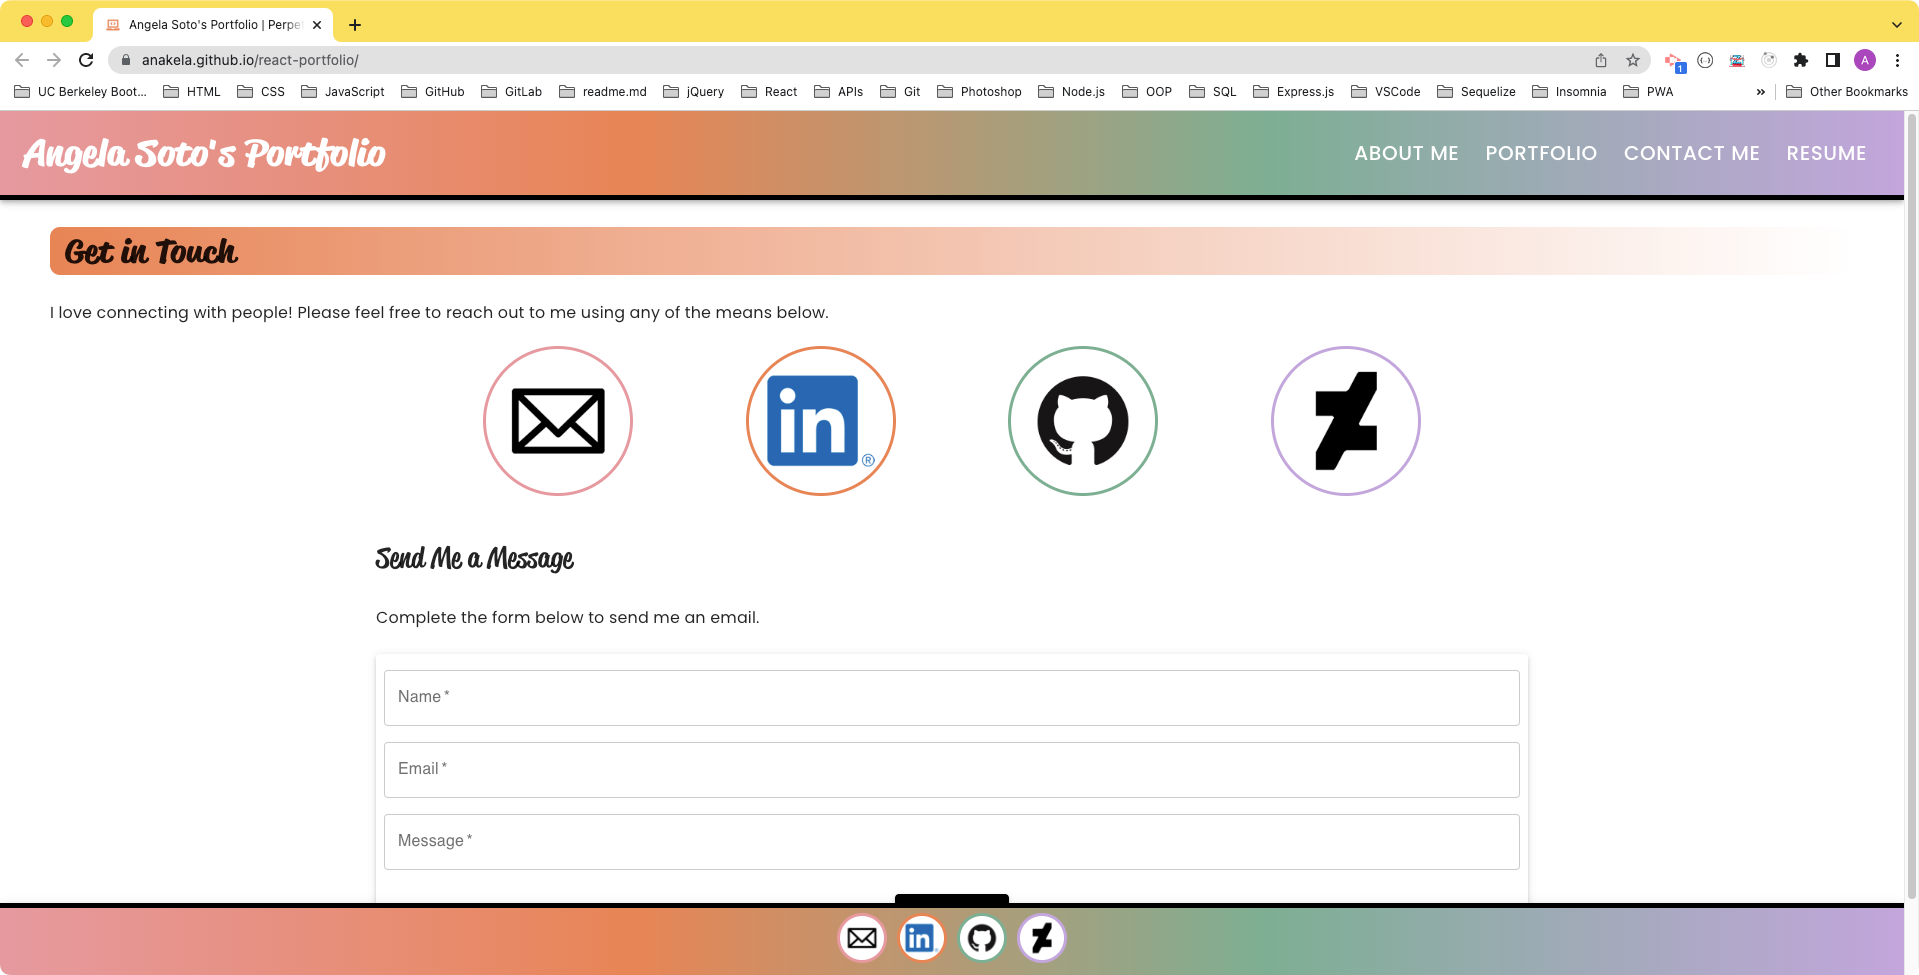 Angela Soto's Portfolio | Perpe
anakela.github.io/react-portfolio/
1
A
UC Berkeley Boot...
HTML
CSS
JavaScript
GitHub
GitLab
readme.md
jQuery
React
APIs
Git
Photoshop
Node.js
OOP
SQL
Express.js
VSCode
Sequelize
Insomnia
PWA
»
Other Bookmarks
Angela Soto's Portfolio
ABOUT ME
PORTFOLIO
CONTACT ME
RESUME
Get in Touch
I love connecting with people! Please feel free to reach out to me using any of the means below.
in ®
Send Me a Message
Complete the form below to send me an email.
Name *
Email *
Message *
in